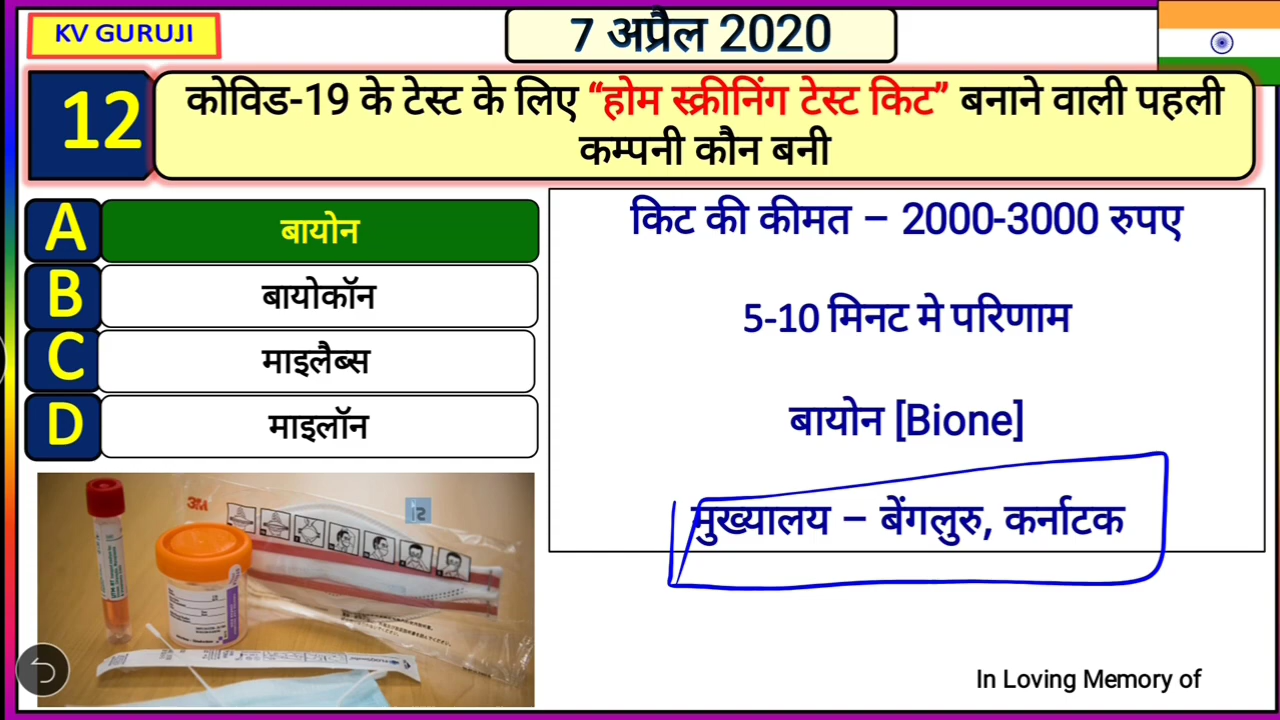 KV GURUJI
7 अप्रैल 2020
12
कोविड-19 के टेस्ट के लिए “होम स्क्रीनिंग टेस्ट किट” बनाने वाली पहली
कम्पनी कौन बनी
A बायोन
B बायोकॉन
C माइलैब्स
D माइलॉन
किट की कीमत – 2000-3000 रुपए
5-10 मिनट मे परिणाम
बायोन [Bione]
मुख्यालय – बेंगलुरु, कर्नाटक
3M
In Loving Memory of